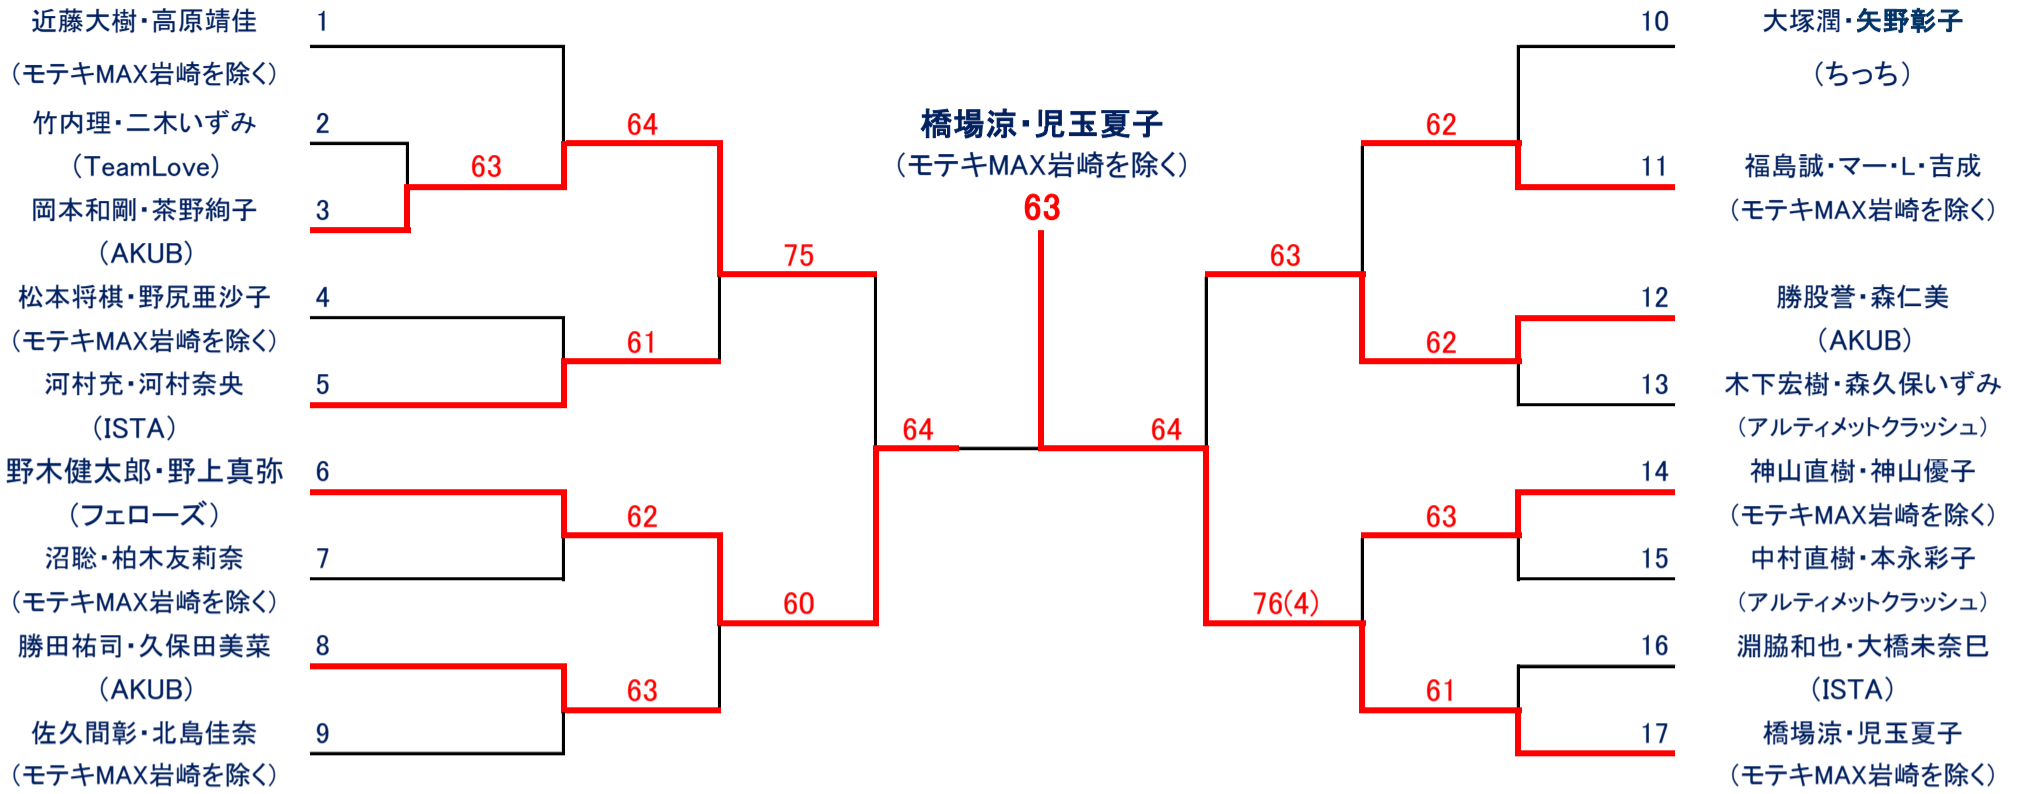 近藤大樹・高原靖佳 1
(モテキMAX岩崎を除く)
竹内理・二木いずみ 2
(TeamLove)
63
岡本和剛・茶野絢子 3
(AKUB)
64
松本将棋・野尻亜沙子 4
(モテキMAX岩崎を除く)
61
河村充・河村奈央 5
(ISTA)
75
野木健太郎・野上真弥 6
(フェローズ)
62
沼聡・柏木友莉奈 7
(モテキMAX岩崎を除く)
60
勝田祐司・久保田美菜 8
(AKUB)
63
佐久間彰・北島佳奈 9
(モテキMAX岩崎を除く)
64
橋場涼・児玉夏子
(モテキMAX岩崎を除く)
63
64
10 大塚潤・矢野彰子
(ちっち)
62
11 福島誠・マー・L・吉成
(モテキMAX岩崎を除く)
63
12 勝股誉・森仁美
(AKUB)
62
13 木下宏樹・森久保いずみ
(アルティメットクラッシュ)
14 神山直樹・神山優子
(モテキMAX岩崎を除く)
63
15 中村直樹・本永彩子
(アルティメットクラッシュ)
76(4)
16 淵脇和也・大橋未奈巳
(ISTA)
61
17 橋場涼・児玉夏子
(モテキMAX岩崎を除く)